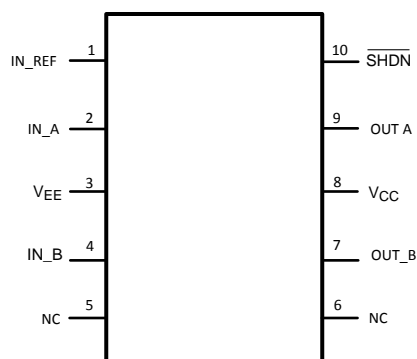 IN_REF 1 10 S̅H̅D̅N̅
IN_A 2 9 OUT A
VEE 3 8 VCC
IN_B 4 7 OUT_B
NC 5 6 NC